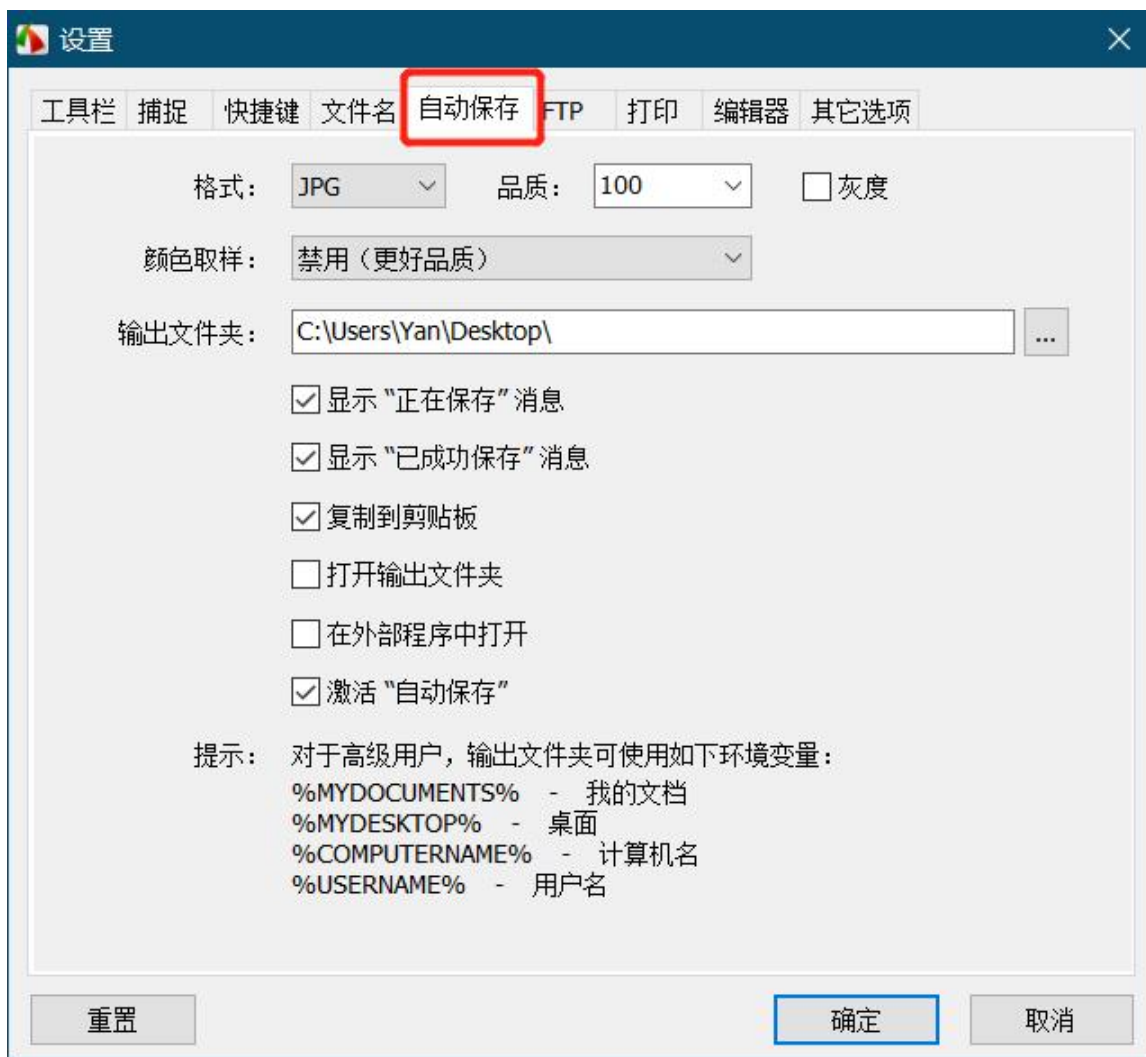 设置
工具栏 捕捉 快捷键 文件名 自动保存 FTP 打印 编辑器 其它选项
格式： JPG 品质： 100 灰度
颜色取样： 禁用（更好品质）
输出文件夹： C:\Users\Yan\Desktop\ ...
显示 “正在保存” 消息
显示 “已成功保存” 消息
复制到剪贴板
打开输出文件夹
在外部程序中打开
激活 “自动保存”
提示： 对于高级用户，输出文件夹可使用如下环境变量：
%MYDOCUMENTS% - 我的文档
%MYDESKTOP% - 桌面
%COMPUTERNAME% - 计算机名
%USERNAME% - 用户名
重置 确定 取消